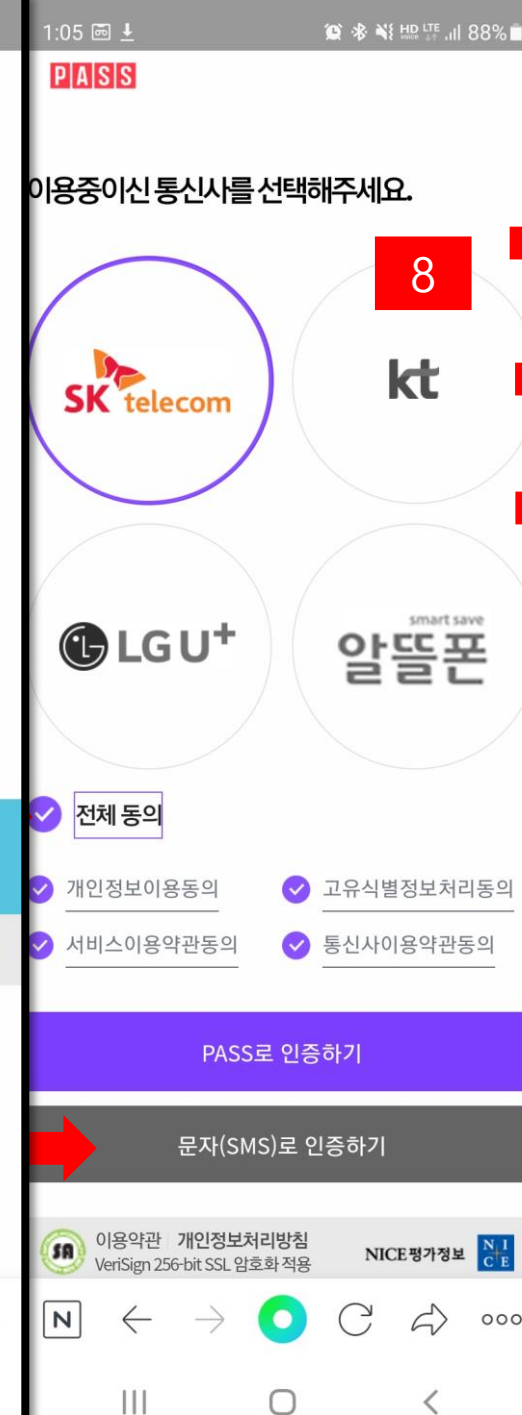 1:05 HD LTE 88%
voice
PASS
이용중이신 통신사를 선택해주세요.
8
SK telecom
kt
LG U+
smart save
알뜰폰
전체 동의
개인정보이용동의 고유식별정보처리동의
서비스이용약관동의 통신사이용약관동의
PASS로 인증하기
문자(SMS)로 인증하기
SA 이용약관 개인정보처리방침
VeriSign 256-bit SSL 암호화 적용
NICE평가정보 NICE
N